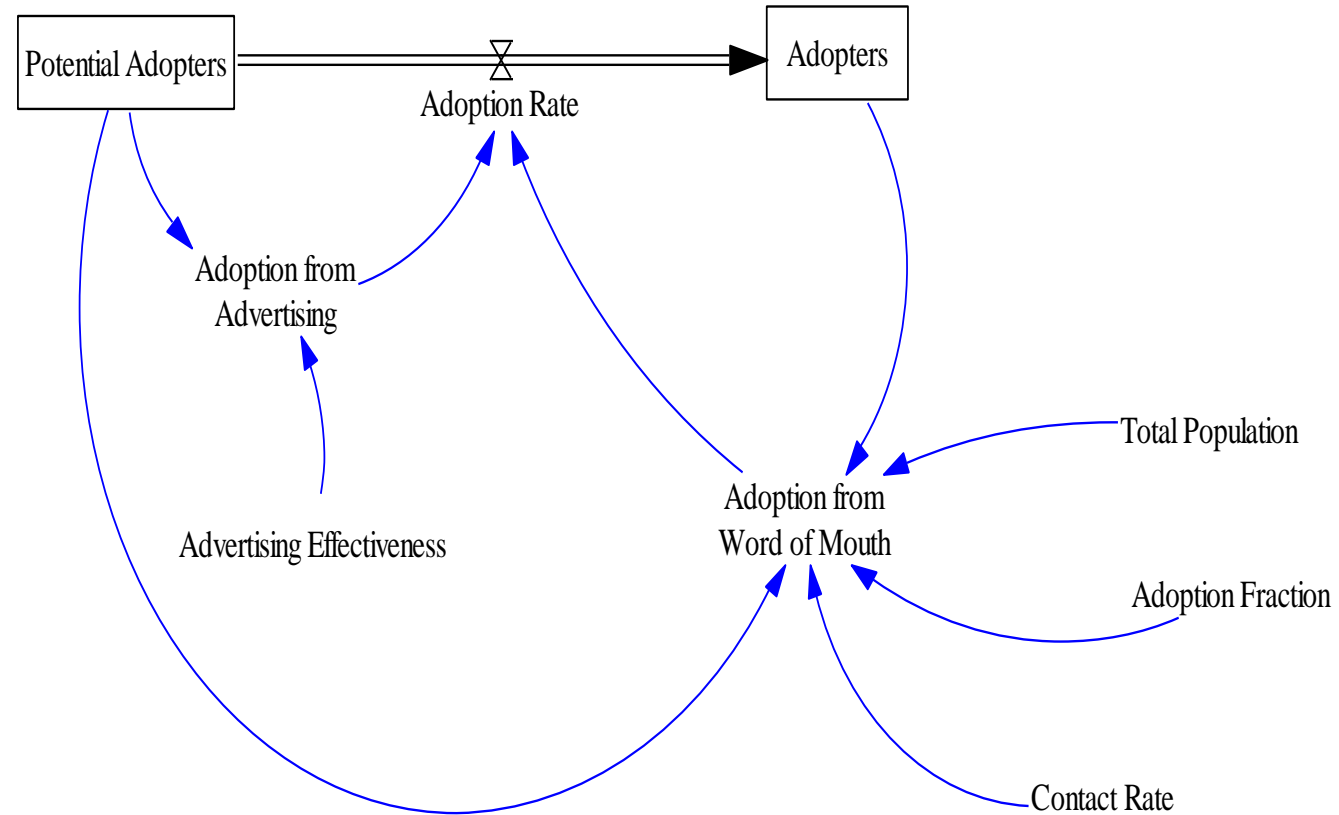 Potential Adopters
Adopters
Adoption Rate
Adoption from
Advertising
Total Population
Adoption from
Word of Mouth
Advertising Effectiveness
Adoption Fraction
Contact Rate